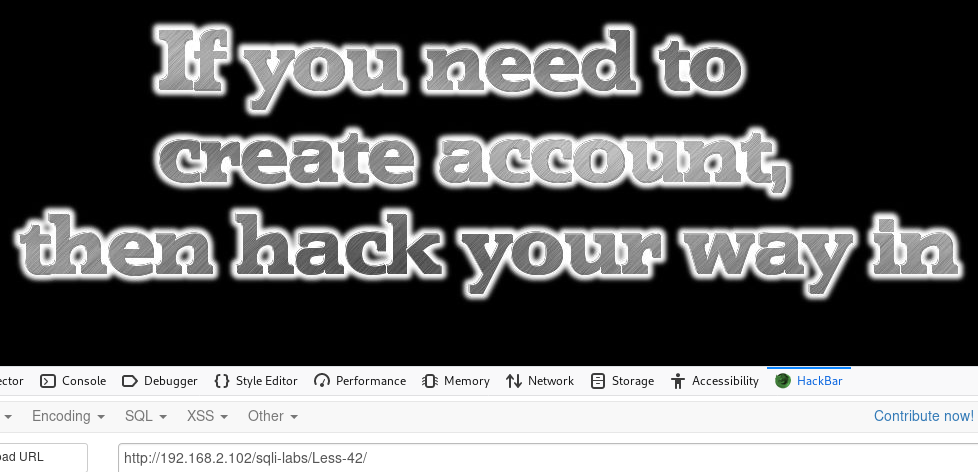 If you need to
create account,
then hack your way in
ector Console Debugger Style Editor Performance Memory Network Storage Accessibility HackBar
Encoding SQL XSS Other Contribute now!
oad URL http://192.168.2.102/sqli-labs/Less-42/